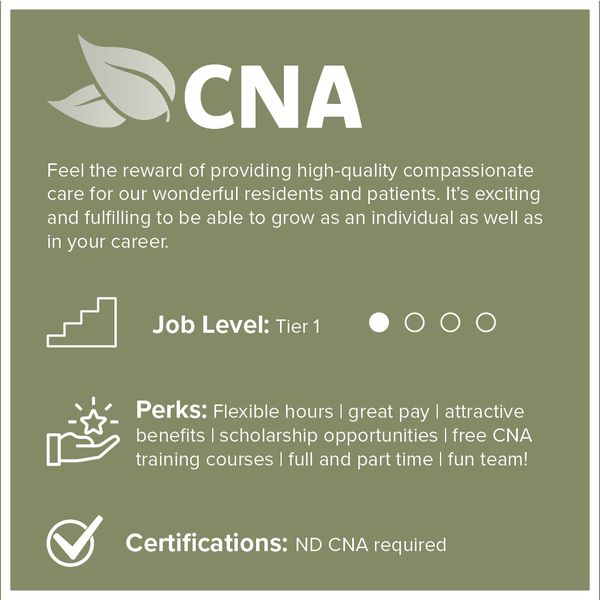 CNA
Feel the reward of providing high-quality compassionate
care for our wonderful residents and patients. It's exciting
and fulfilling to be able to grow as an individual as well as
in your career.
Job Level: Tier 1
Perks: Flexible hours | great pay | attractive
benefits | scholarship opportunities | free CNA
training courses | full and part time | fun team!
Certifications: ND CNA required